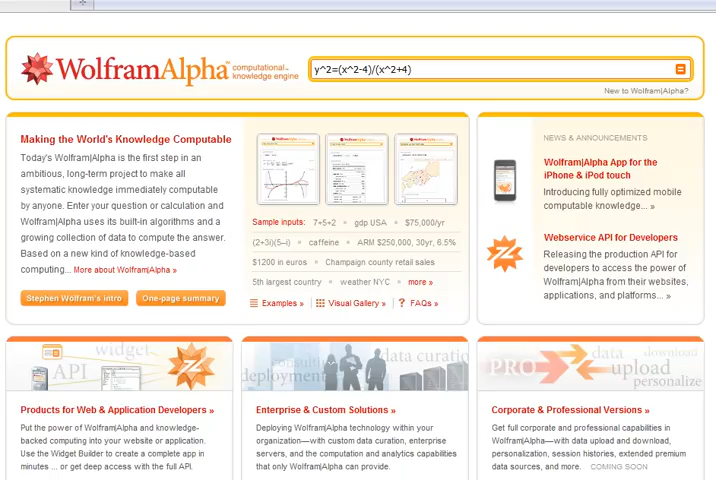 WolframAlpha™ computational knowledge engine
y^2=(x^2-4)/(x^2+4)
New to Wolfram|Alpha?
Making the World's Knowledge Computable
Today's Wolfram|Alpha is the first step in an
ambitious, long-term project to make all
systematic knowledge immediately computable
by anyone. Enter your question or calculation and
Wolfram|Alpha uses its built-in algorithms and a
growing collection of data to compute the answer.
Based on a new kind of knowledge-based
computing... More about Wolfram|Alpha »
Stephen Wolfram's intro
One-page summary
Sample inputs: 7+5+2 gdp USA $75,000/yr
(2+3i)(5-i) caffeine ARM $250,000, 30yr, 6.5%
$1200 in euros Champaign county retail sales
5th largest country weather NYC more »
Examples » Visual Gallery » ? FAQs »
NEWS & ANNOUNCEMENTS
Wolfram|Alpha App for the
iPhone & iPod touch
Introducing fully optimized mobile
computable knowledge... »
Webservice API for Developers
Releasing the production API for
developers to access the power of
Wolfram|Alpha from their websites,
applications, and platforms... »
widget
API
Products for Web & Application Developers »
Put the power of Wolfram|Alpha and knowledge-
backed computing into your website or application.
Use the Widget Builder to create a complete app in
minutes ... or get deep access with the full API.
consulti
deployment
data curatio
Enterprise & Custom Solutions »
Deploying Wolfram|Alpha technology within your
organization—with custom data curation, enterprise
servers, and the computation and analytics capabilities
that only Wolfram|Alpha can provide.
PRO
data
download
upload
personalize
Corporate & Professional Versions »
Get full corporate and professional capabilities in
Wolfram|Alpha—with data upload and download,
personalization, session histories, extended premium
data sources, and more. COMING SOON